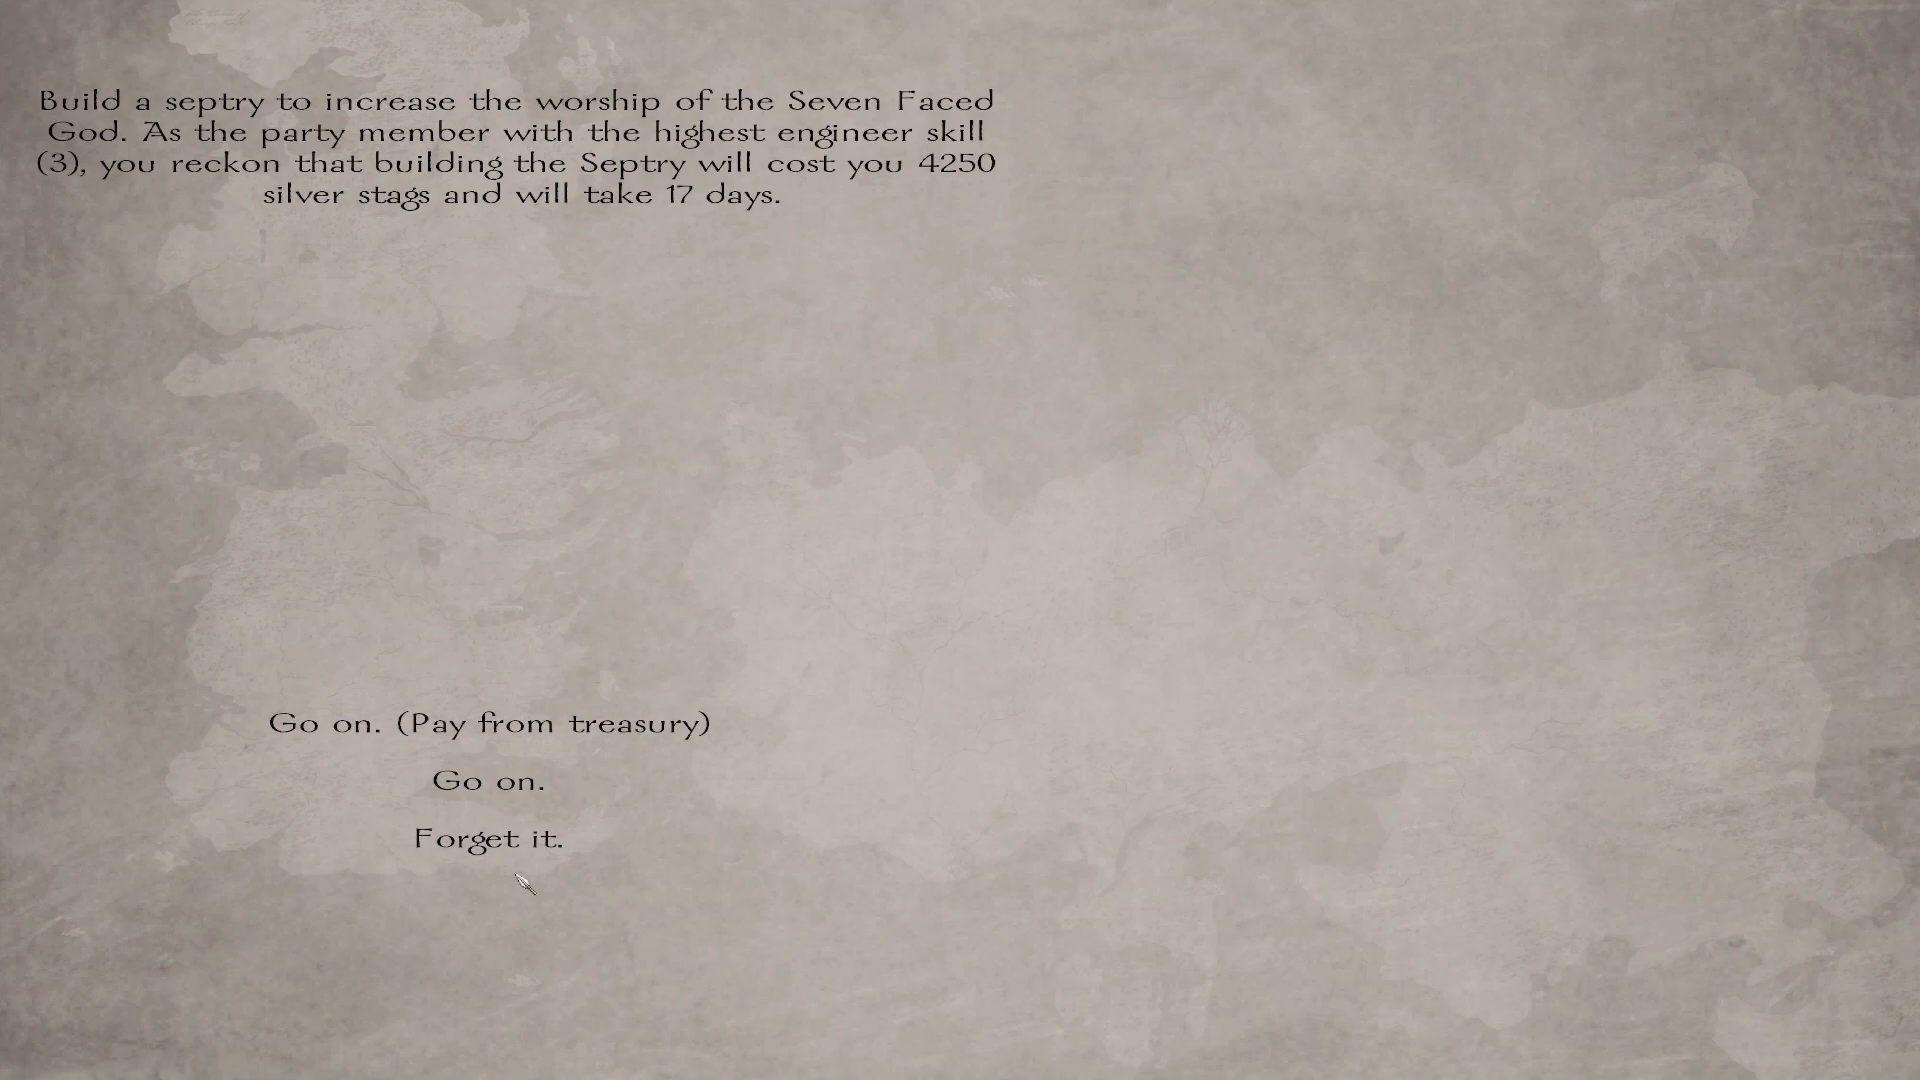 Build a septry to increase the worship of the Seven Faced
God. As the party member with the highest engineer skill
(3), you reckon that building the Septry will cost you 4250
silver stags and will take 17 days.
Go on. (Pay from treasury)
Go on.
Forget it.